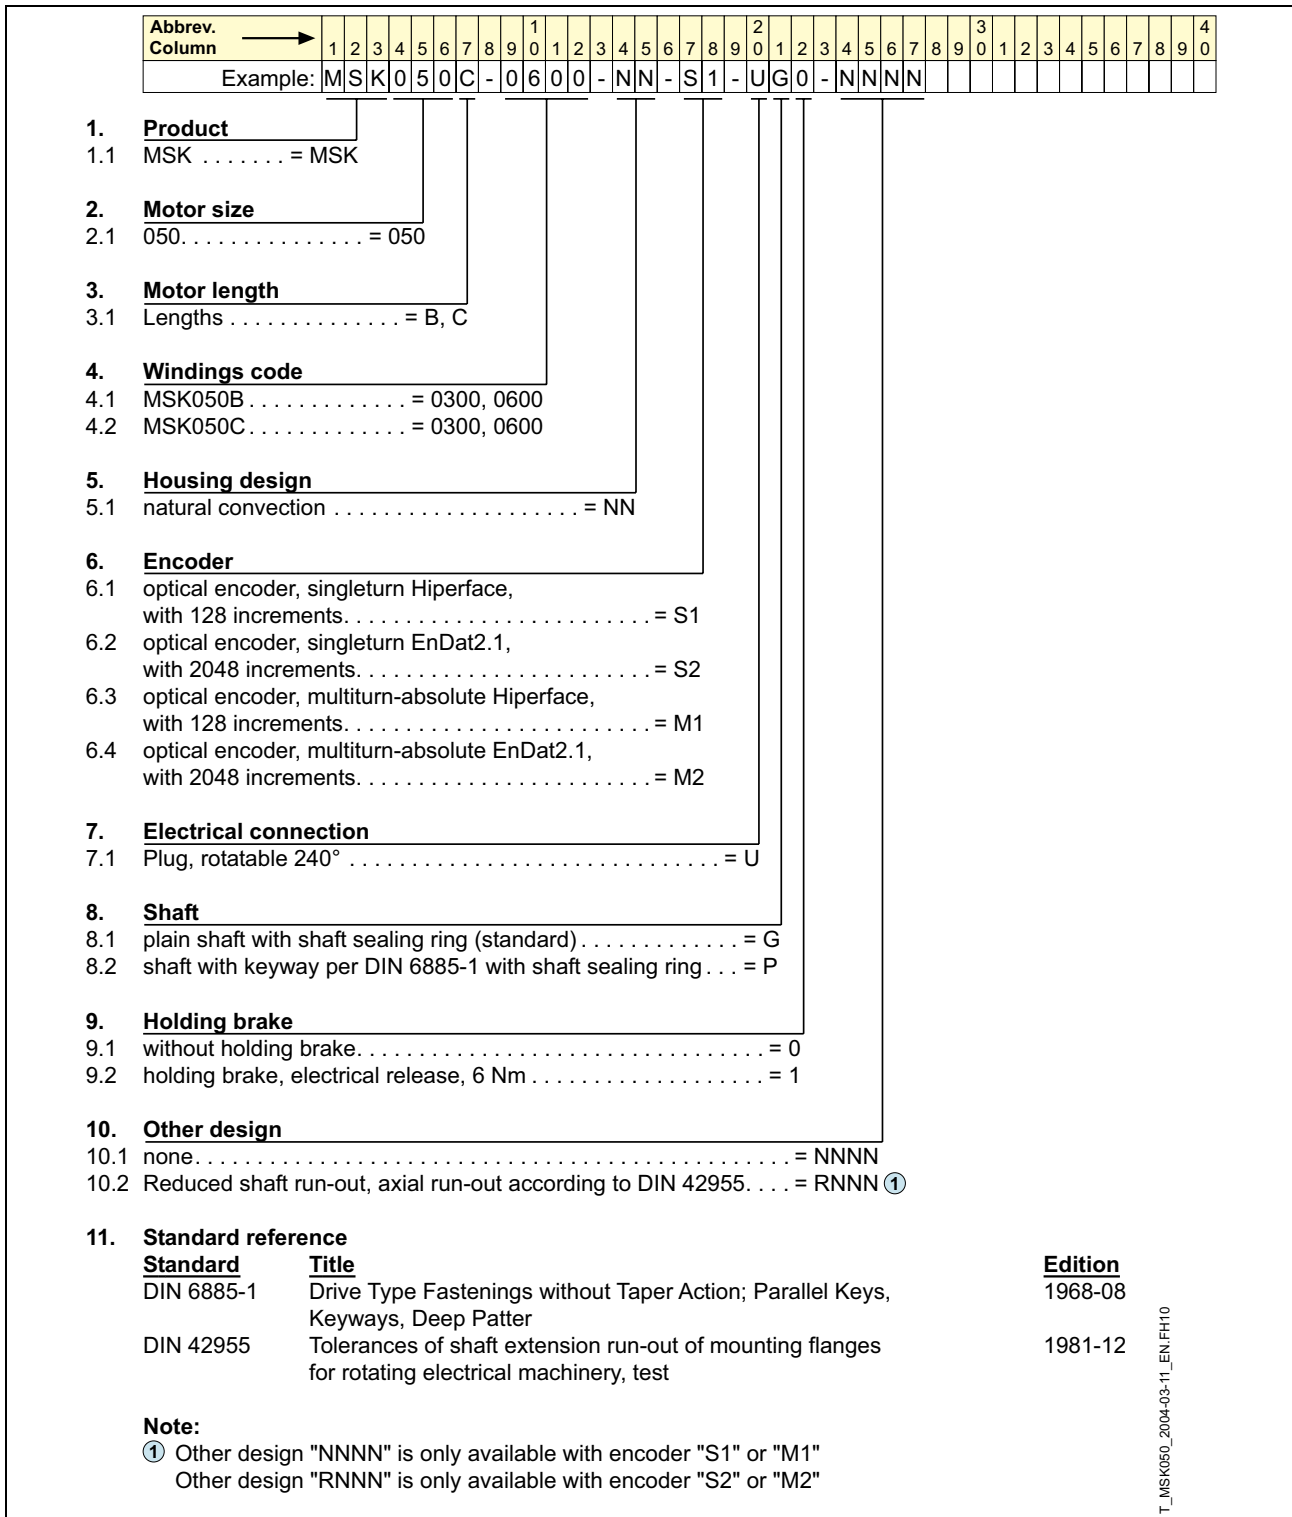 Abbrev. Column 1 2 3 4 5 6 7 8 9 10 1 2 3 4 5 6 7 8 9 20 1 2 3 4 5 6 7 8 9 30 1 2 3 4 5 6 7 8 9 40
Example: M S K 0 5 0 C - 0 6 0 0 - N N - S 1 - U G 0 - N N N N
1. Product
1.1 MSK . . . . . . . = MSK
2. Motor size
2.1 050. . . . . . . . . . . . . . . = 050
3. Motor length
3.1 Lengths . . . . . . . . . . . . . . = B, C
4. Windings code
4.1 MSK050B . . . . . . . . . . . . . = 0300, 0600
4.2 MSK050C. . . . . . . . . . . . . = 0300, 0600
5. Housing design
5.1 natural convection . . . . . . . . . . . . . . . . . . . . = NN
6. Encoder
6.1 optical encoder, singleturn Hiperface,
with 128 increments. . . . . . . . . . . . . . . . . . . . . . . . . = S1
6.2 optical encoder, singleturn EnDat2.1,
with 2048 increments. . . . . . . . . . . . . . . . . . . . . . . . = S2
6.3 optical encoder, multiturn-absolute Hiperface,
with 128 increments. . . . . . . . . . . . . . . . . . . . . . . . . = M1
6.4 optical encoder, multiturn-absolute EnDat2.1,
with 2048 increments. . . . . . . . . . . . . . . . . . . . . . . . = M2
7. Electrical connection
7.1 Plug, rotatable 240° . . . . . . . . . . . . . . . . . . . . . . . . . . . . . . = U
8. Shaft
8.1 plain shaft with shaft sealing ring (standard) . . . . . . . . . . . . . = G
8.2 shaft with keyway per DIN 6885-1 with shaft sealing ring . . . = P
9. Holding brake
9.1 without holding brake. . . . . . . . . . . . . . . . . . . . . . . . . . . . . . . . . = 0
9.2 holding brake, electrical release, 6 Nm . . . . . . . . . . . . . . . . . . . = 1
10. Other design
10.1 none. . . . . . . . . . . . . . . . . . . . . . . . . . . . . . . . . . . . . . . . . . . . . . . . = NNNN
10.2 Reduced shaft run-out, axial run-out according to DIN 42955. . . . = RNNN 1
11. Standard reference
Standard Title Edition
DIN 6885-1 Drive Type Fastenings without Taper Action; Parallel Keys, 1968-08
Keyways, Deep Patter
DIN 42955 Tolerances of shaft extension run-out of mounting flanges 1981-12
for rotating electrical machinery, test
Note:
1 Other design "NNNN" is only available with encoder "S1" or "M1"
Other design "RNNN" is only available with encoder "S2" or "M2"
T_MSK050_2004-03-11_EN.FH10